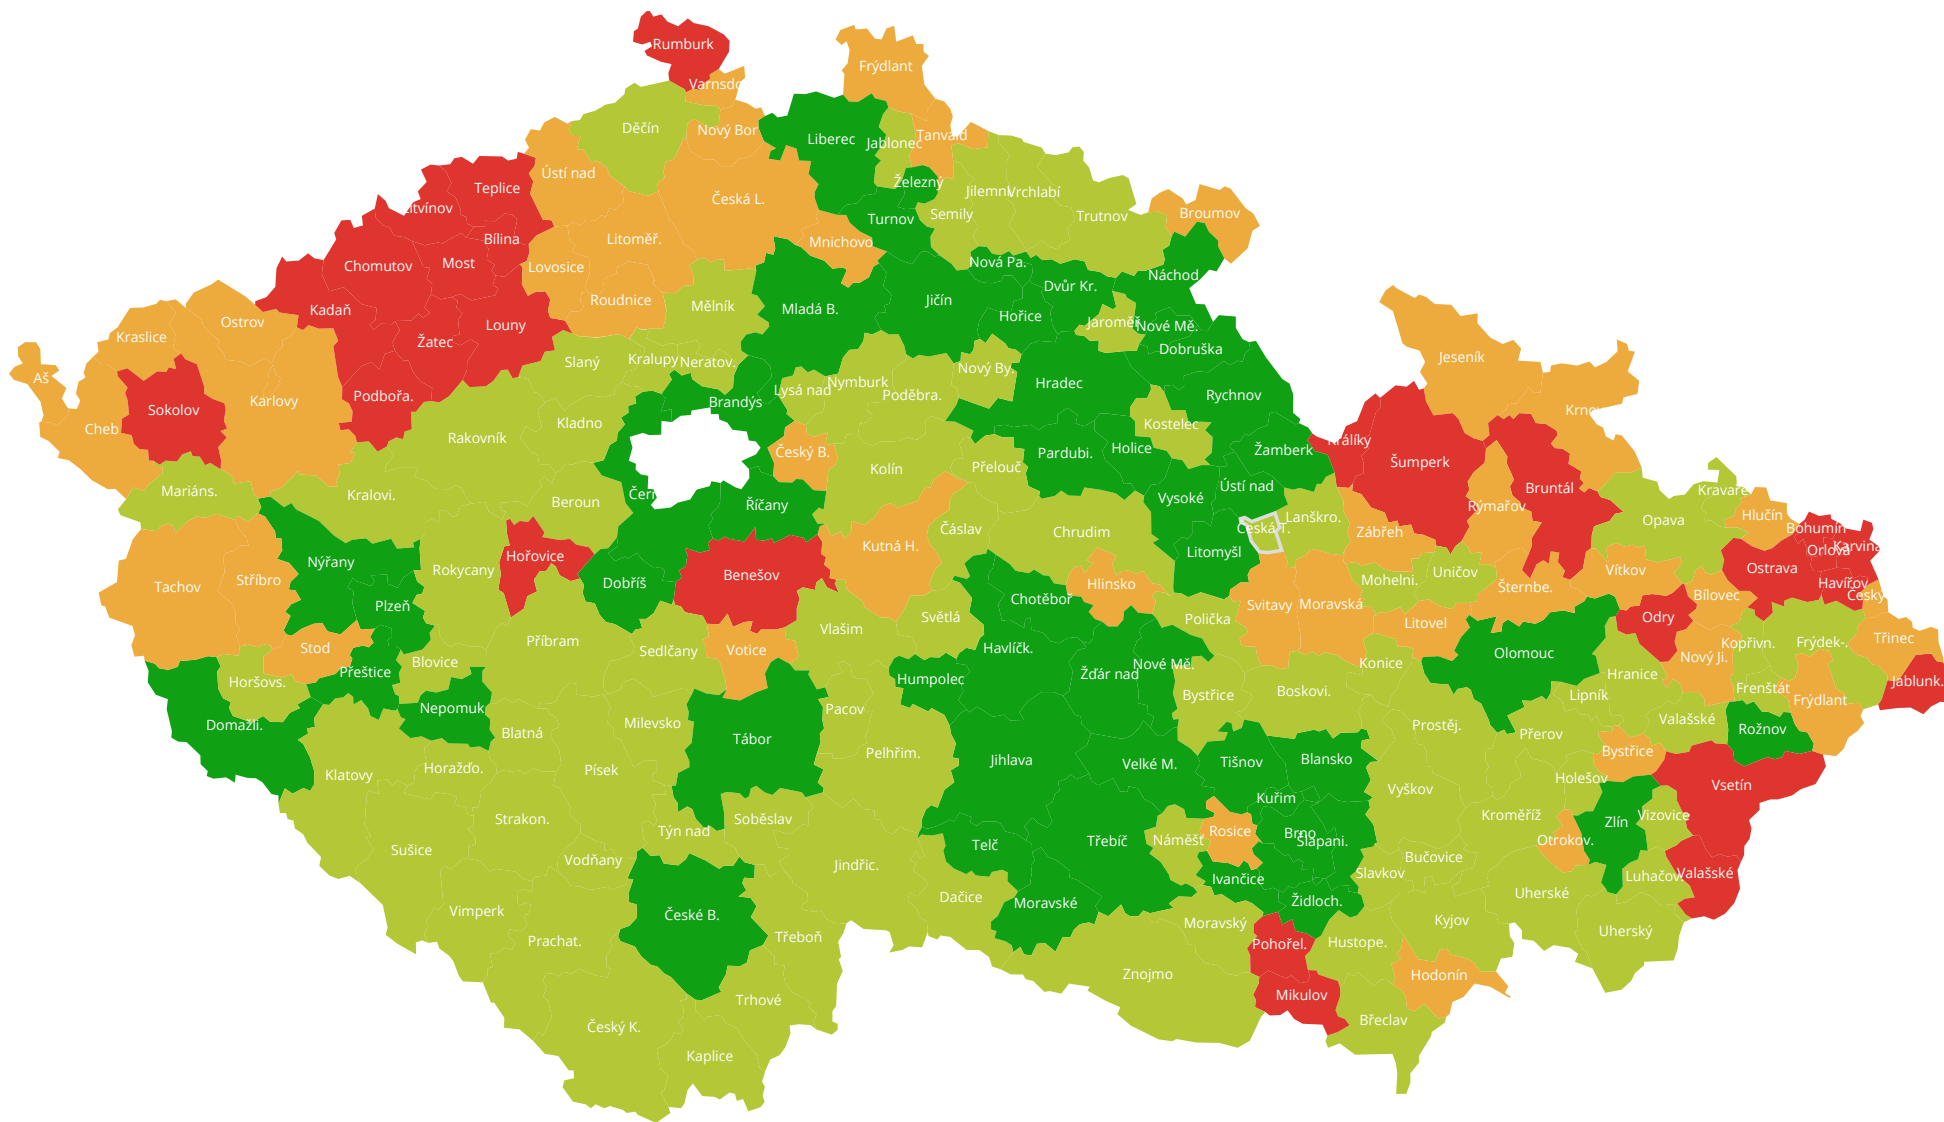 Rumburk
Frýdlant
Varnsdo
Děčín
Nový Bor
Liberec
Jablonec
Tanvald
Ústí nad
Teplice
Železný
Jilemni
Vrchlabí
Česká L.
Litvínov
Turnov
Semily
Trutnov
Broumov
Bílina
Litoměř.
Mnichovo
Most
Chomutov
Lovosice
Nová Pa.
Náchod
Dvůr Kr.
Roudnice
Mělník
Mladá B.
Jičín
Kadaň
Hořice
Ostrov
Louny
Jaroměř
Nové Mě.
Kraslice
Žatec
Dobruška
Jeseník
Slaný
Kralupy
Neratov.
Nový By.
Aš
Nymburk
Hradec
Lysá nad
Poděbra.
Rychnov
Podbořa.
Karlovy
Brandýs
Sokolov
Krnov
Kladno
Kostelec
Cheb
Rakovník
Králíky
Žamberk
Holice
Pardubi.
Český B.
Šumperk
Kolín
Přelouč
Ústí nad
Bruntál
Mariáns.
Kralovi.
Kravaře
Vysoké
Beroun
Říčany
Rýmařov
Lanškro.
Hlučín
Opava
Česká T.
Čáslav
Chrudim
Zábřeh
Bohumín
Kutná H.
Karviná
Orlová
Litomyšl
Hořovice
Nýřany
Ostrava
Rokycany
Vítkov
Uničov
Benešov
Stříbro
Mohelni.
Dobříš
Hlinsko
Havířov
Tachov
Šternbe.
Bílovec
Český
Chotěboř
Plzeň
Svitavy
Moravská
Světlá
Odry
Polička
Litovel
Vlašim
Třinec
Příbram
Frýdek-.
Kopřivn.
Stod
Havlíčk.
Votice
Sedlčany
Olomouc
Nový Ji.
Blovice
Konice
Nové Mě.
Přeštice
Žďár nad
Hranice
Humpolec
Horšovs.
Jablunk.
Frenštát
Boskovi.
Bystřice
Lipník
Frýdlant
Nepomuk
Pacov
Valašské
Milevsko
Domažli.
Prostěj.
Rožnov
Blatná
Přerov
Tábor
Bystřice
Pelhřim.
Blansko
Jihlava
Tišnov
Velké M.
Horažďo.
Písek
Klatovy
Holešov
Vsetín
Vyškov
Kuřim
Kroměříž
Vizovice
Strakon.
Soběslav
Zlín
Týn nad
Rosice
Brno
Šlapani.
Náměšť
Třebíč
Otrokov.
Telč
Sušice
Bučovice
Vodňany
Jindřic.
Slavkov
Valašské
Luhačov.
Ivančice
Uherské
Dačice
Židloch.
Moravské
Vimperk
České B.
Kyjov
Moravský
Uherský
Třeboň
Prachat.
Hustope.
Pohořel.
Znojmo
Hodonín
Mikulov
Trhové
Břeclav
Český K.
Kaplice